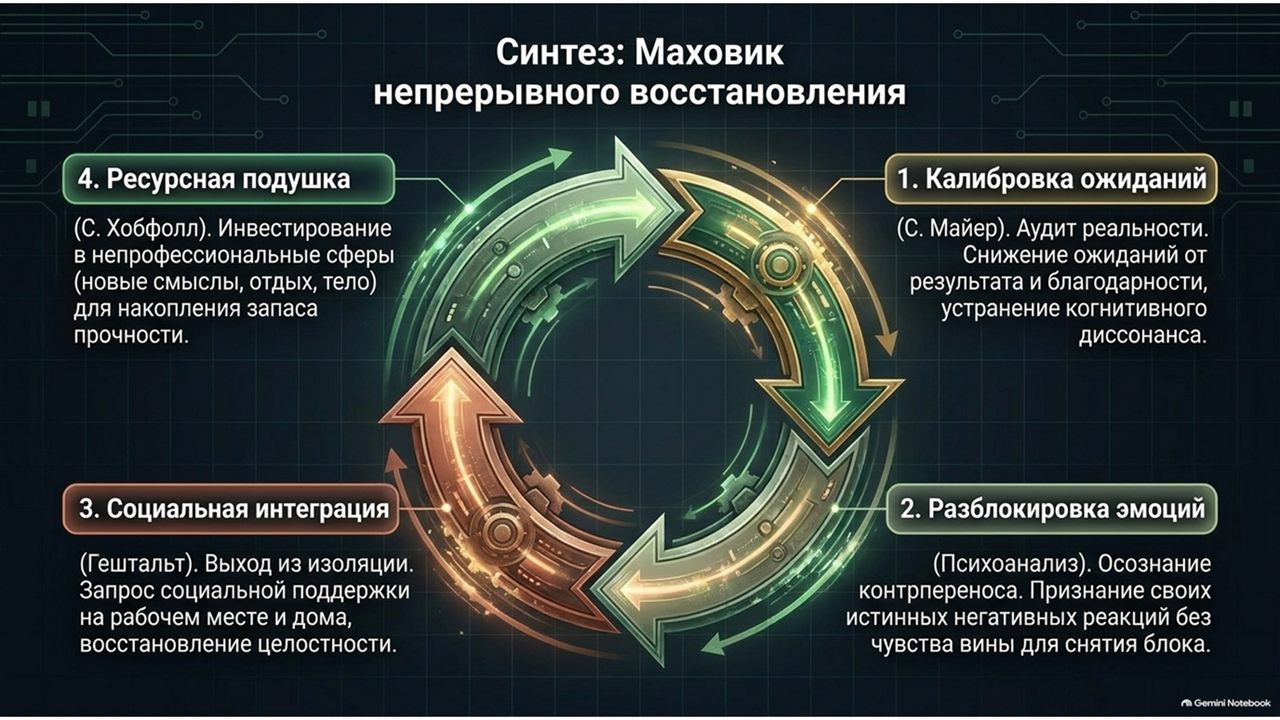 Синтез: Маховик
непрерывного восстановления
4. Ресурсная подушка
(С. Хобфолл). Инвестирование
в непрофессиональные сферы
(новые смыслы, отдых, тело)
для накопления запаса
прочности.
1. Калибровка ожиданий
(С. Майер). Аудит реальности.
Снижение ожиданий от
результата и благодарности,
устранение когнитивного
диссонанса.
3. Социальная интеграция
(Гештальт). Выход из изоляции.
Запрос социальной поддержки
на рабочем месте и дома,
восстановление целостности.
2. Разблокировка эмоций
(Психоанализ). Осознание
контрпереноса. Признание своих
истинных негативных реакций без
чувства вины для снятия блока.
Gemini Notebook